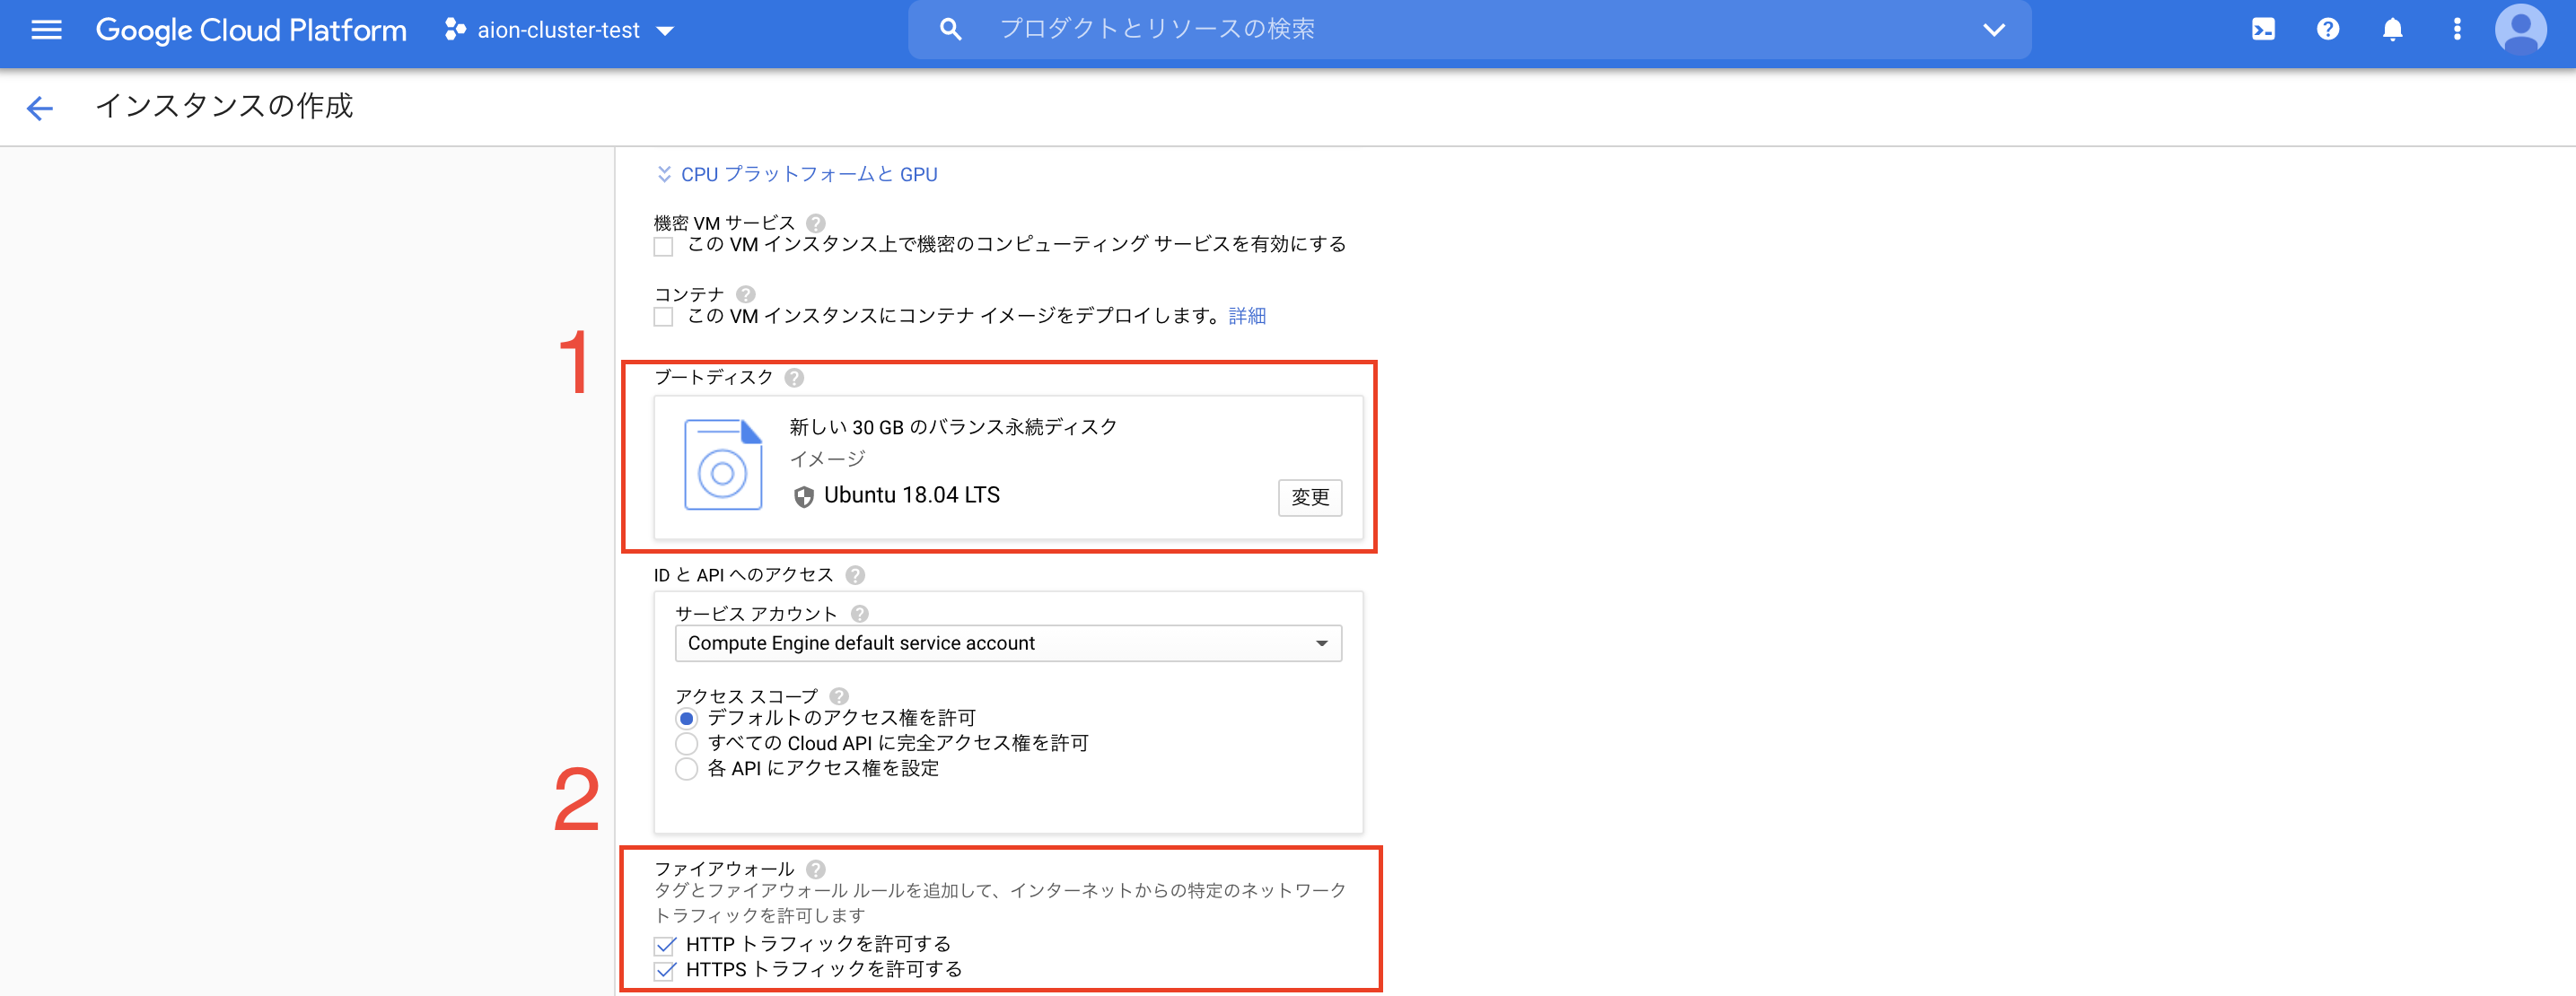 Google Cloud Platform
aion-cluster-test
プロダクトとリソースの検索
インスタンスの作成
CPU プラットフォームと GPU
機密 VM サービス
この VM インスタンス上で機密のコンピューティング サービスを有効にする
コンテナ
この VM インスタンスにコンテナ イメージをデプロイします。詳細
1
ブートディスク
新しい 30 GB のバランス永続ディスク
イメージ
Ubuntu 18.04 LTS
変更
ID と API へのアクセス
サービス アカウント
Compute Engine default service account
アクセス スコープ
デフォルトのアクセス権を許可
すべての Cloud API に完全アクセス権を許可
各 API にアクセス権を設定
2
ファイアウォール
タグとファイアウォール ルールを追加して、インターネットからの特定のネットワーク
トラフィックを許可します
HTTP トラフィックを許可する
HTTPS トラフィックを許可する